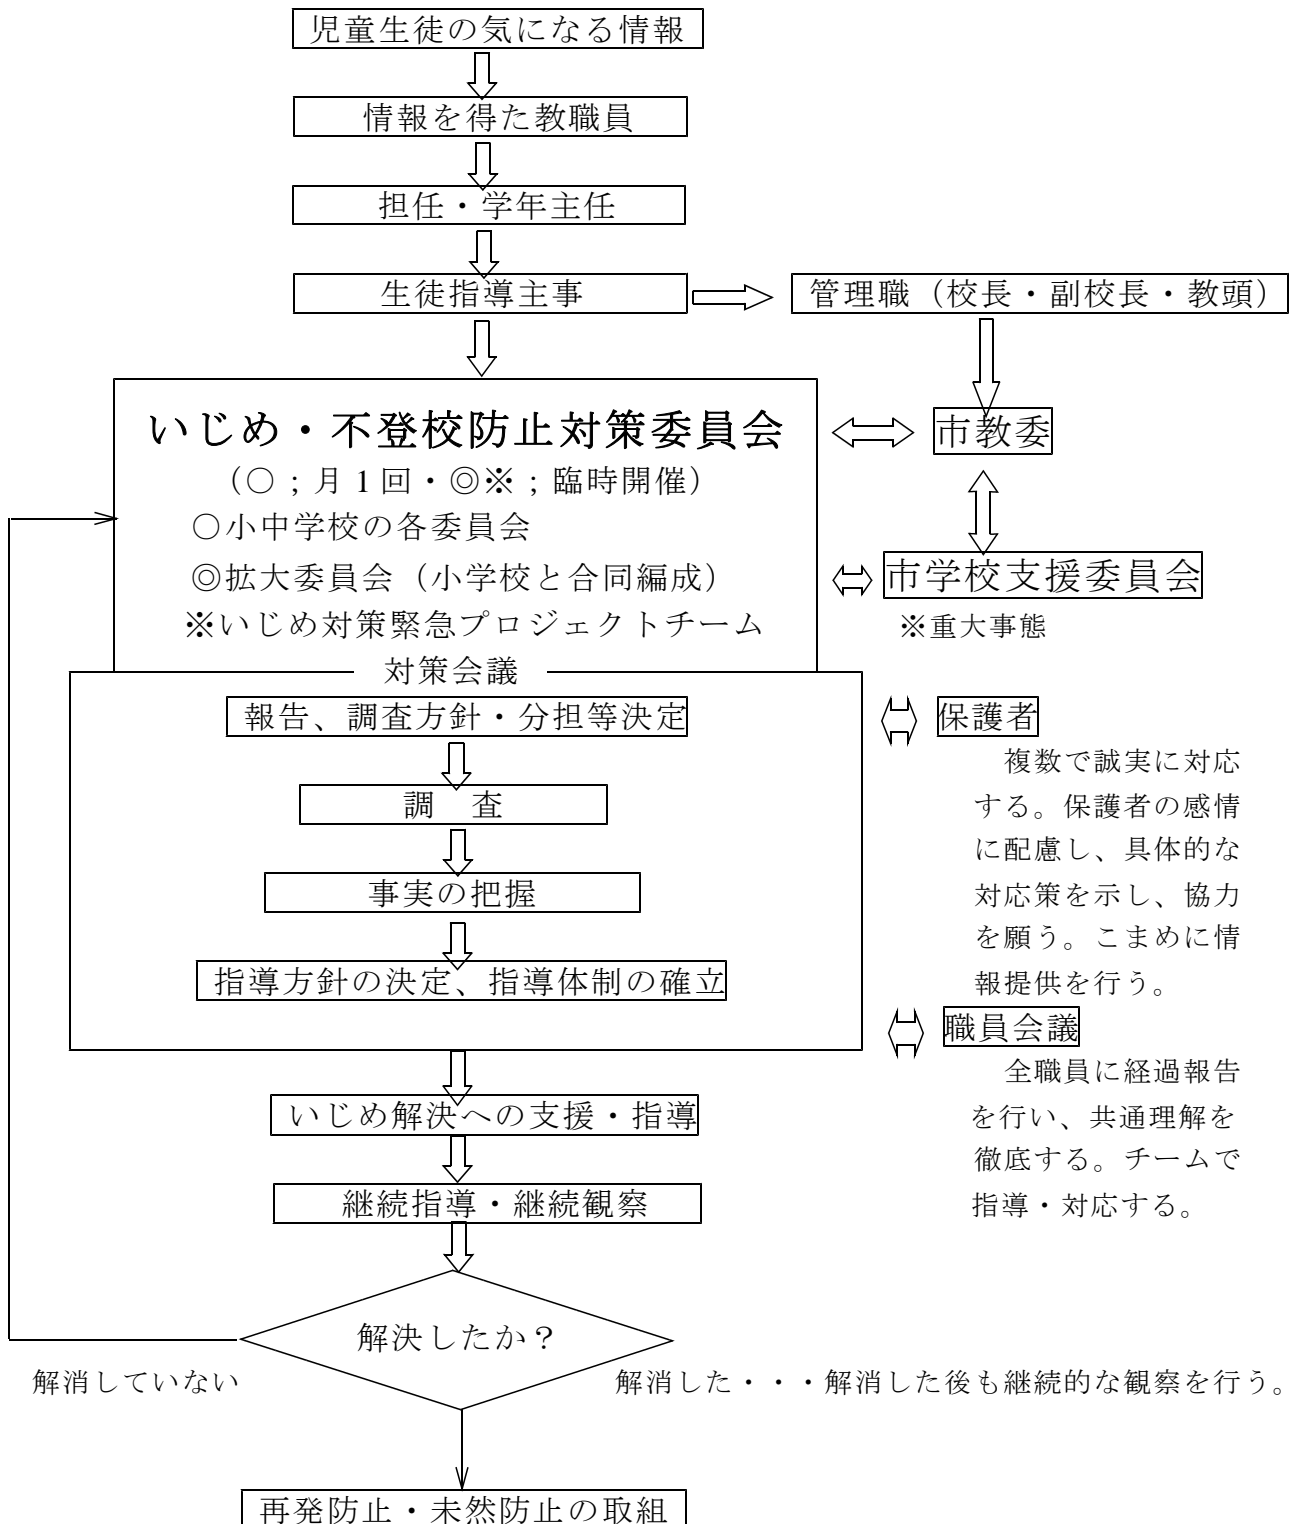 児童生徒の気になる情報
情報を得た教職員
担任・学年主任
生徒指導主事
管理職（校長・副校長・教頭）
いじめ・不登校防止対策委員会
（○；月１回・◎※；臨時開催）
○小中学校の各委員会
◎拡大委員会（小学校と合同編成）
※いじめ対策緊急プロジェクトチーム
市教委
市学校支援委員会
※重大事態
対策会議
報告、調査方針・分担等決定
調　査
事実の把握
指導方針の決定、指導体制の確立
保護者
複数で誠実に対応
する。保護者の感情
に配慮し、具体的な
対応策を示し、協力
を願う。こまめに情
報提供を行う。
職員会議
全職員に経過報告
を行い、共通理解を
徹底する。チームで
指導・対応する。
いじめ解決への支援・指導
継続指導・継続観察
解決したか？
解消していない
解消した・・・解消した後も継続的な観察を行う。
再発防止・未然防止の取組